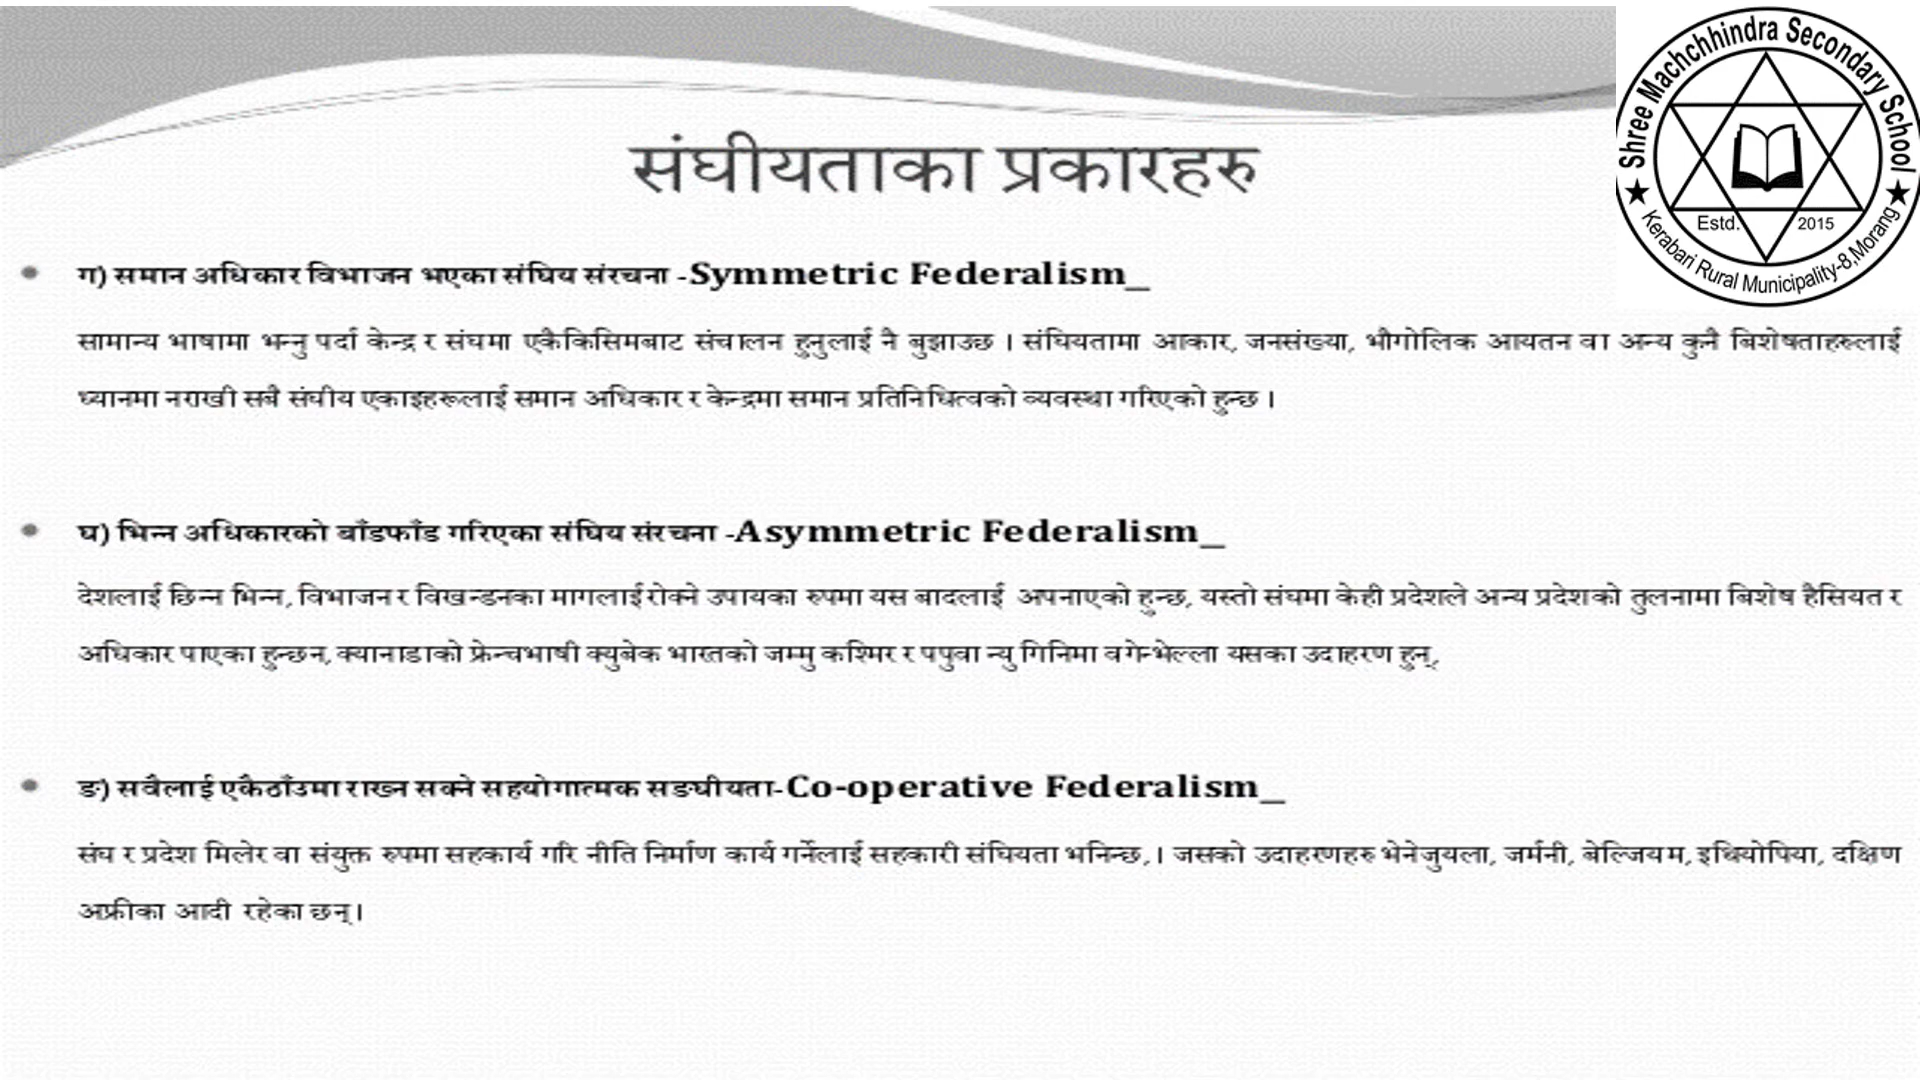 संघीयताका प्रकारहरु
Shree Machchhindra Secondary School
Estd. 2015
Kerabari Rural Municipality-8,Morang
ग) समान अधिकार विभाजन भएका संघिय संरचना -Symmetric Federalism_
सामान्य भाषामा भन्नु पर्दा केन्द्र र संघमा एकैकिसिमबाट संचालन हुनुलाई नै बुझाउछ । संघियतामा आकार, जनसंख्या, भौगोलिक आयतन वा अन्य कुनै बिशेषताहरुलाई
ध्यानमा नराखी सबै संघीय एकाइहरूलाई समान अधिकार र केन्द्रमा समान प्रतिनिधित्वको व्यवस्था गरिएको हुन्छ ।
घ) भिन्न अधिकारको बाँडफाँड गरिएका संघिय संरचना -Asymmetric Federalism_
देशलाई छिन्न भिन्न, विभाजन र विखन्डनका मागलाई रोक्ने उपायका रुपमा यस बादलाई अपनाएको हुन्छ, यस्तो संघमा केही प्रदेशले अन्य प्रदेशको तुलनामा बिशेष हैसियत र
अधिकार पाएका हुन्छन्, क्यानाडाको फ्रेन्चभाषी क्युबेक भारतको जम्मु कश्मिर र पपुवा न्यु गिनिमा वगेन्भेल्ला यसका उदाहरण हुन्,
ङ) सवैलाई एकैठाँउमा राख्न सक्ने सहयोगात्मक सङघीयता-Co-operative Federalism_
संघ र प्रदेश मिलेर वा संयुक्त रुपमा सहकार्य गरि नीति निर्माण कार्य गर्नेलाई सहकारी संघियता भनिन्छ, । जसको उदाहरणहरु भेनेजुयला, जर्मनी, बेल्जियम, इथियोपिया, दक्षिण
अफ्रीका आदी रहेका छन् ।